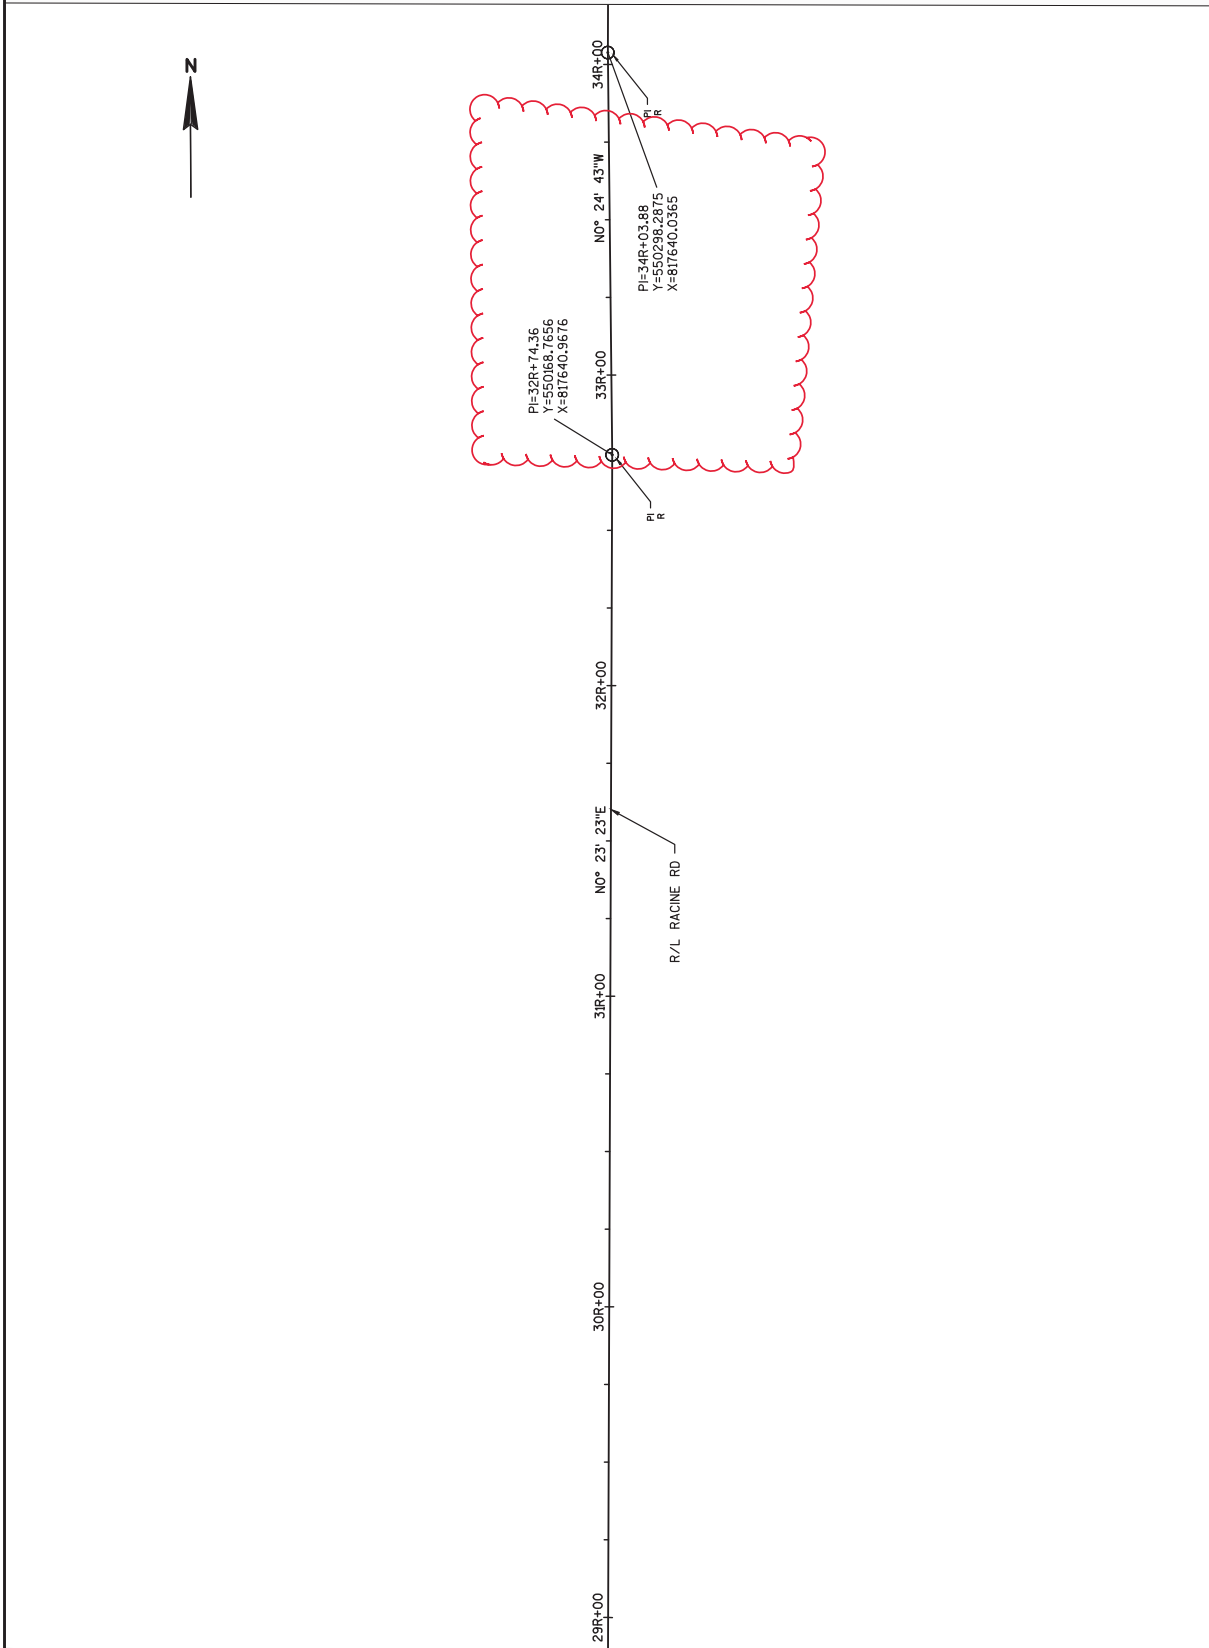 N
34R+00
PI
R
N0° 24' 43"W
PI=34R+03.88
Y=550298.2875
X=817640.0365
PI=32R+74.36
Y=550168.7656
X=817640.9676
33R+00
PI
R
32R+00
N0° 23' 23"E
R/L RACINE RD
31R+00
30R+00
29R+00